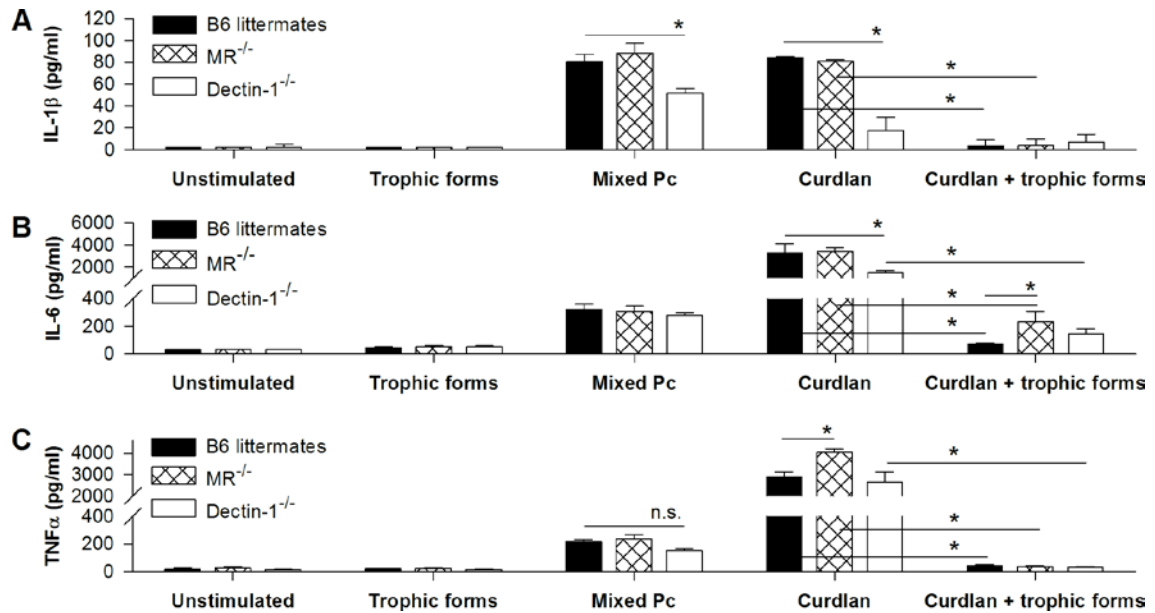 A
IL-1β (pg/ml)
120
100
80
60
40
20
0
B6 littermates
MR-/-
Dectin-1-/-
*
*
*
*
Unstimulated Trophic forms Mixed Pc Curdlan Curdlan + trophic forms
B
IL-6 (pg/ml)
6000
4000
2000
400
200
0
B6 littermates
MR-/-
Dectin-1-/-
*
*
*
*
*
Unstimulated Trophic forms Mixed Pc Curdlan Curdlan + trophic forms
C
TNFα (pg/ml)
4000
3000
2000
400
200
0
B6 littermates
MR-/-
Dectin-1-/-
n.s.
*
*
*
*
Unstimulated Trophic forms Mixed Pc Curdlan Curdlan + trophic forms